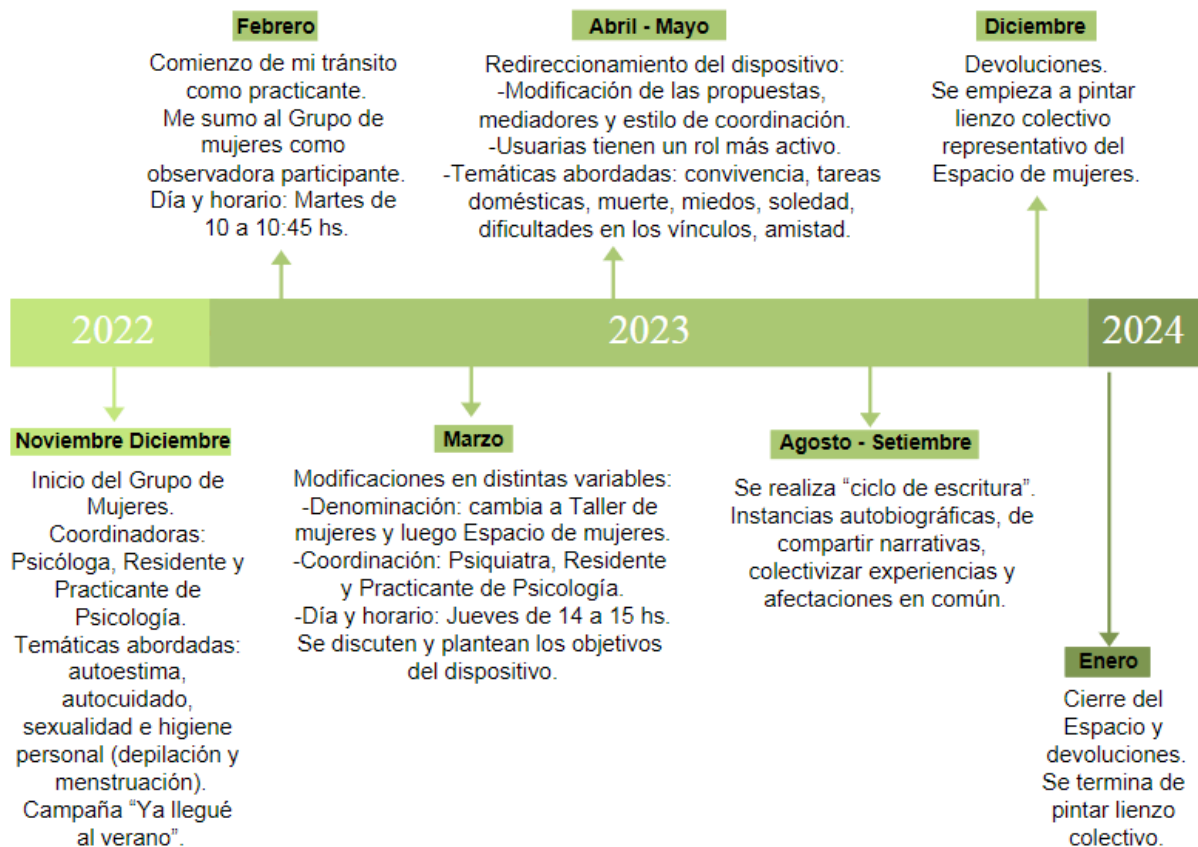 Febrero
Comienzo de mi tránsito
como practicante.
Me sumo al Grupo de
mujeres como
observadora participante.
Día y horario: Martes de
10 a 10:45 hs.
Abril - Mayo
Redireccionamiento del dispositivo:
-Modificación de las propuestas,
mediadores y estilo de coordinación.
-Usuarias tienen un rol más activo.
-Temáticas abordadas: convivencia, tareas
domésticas, muerte, miedos, soledad,
dificultades en los vínculos, amistad.
Diciembre
Devoluciones.
Se empieza a pintar
lienzo colectivo
representativo del
Espacio de mujeres.
2022
2023
2024
Noviembre Diciembre
Inicio del Grupo de
Mujeres.
Coordinadoras:
Psicóloga, Residente y
Practicante de
Psicología.
Temáticas abordadas:
autoestima,
autocuidado,
sexualidad e higiene
personal (depilación y
menstruación).
Campaña “Ya llegué
al verano”.
Marzo
Modificaciones en distintas variables:
-Denominación: cambia a Taller de
mujeres y luego Espacio de mujeres.
-Coordinación: Psiquiatra, Residente
y Practicante de Psicología.
-Día y horario: Jueves de 14 a 15 hs.
Se discuten y plantean los objetivos
del dispositivo.
Agosto - Setiembre
Se realiza “ciclo de escritura”.
Instancias autobiográficas, de
compartir narrativas,
colectivizar experiencias y
afectaciones en común.
Enero
Cierre del
Espacio y
devoluciones.
Se termina de
pintar lienzo
colectivo.